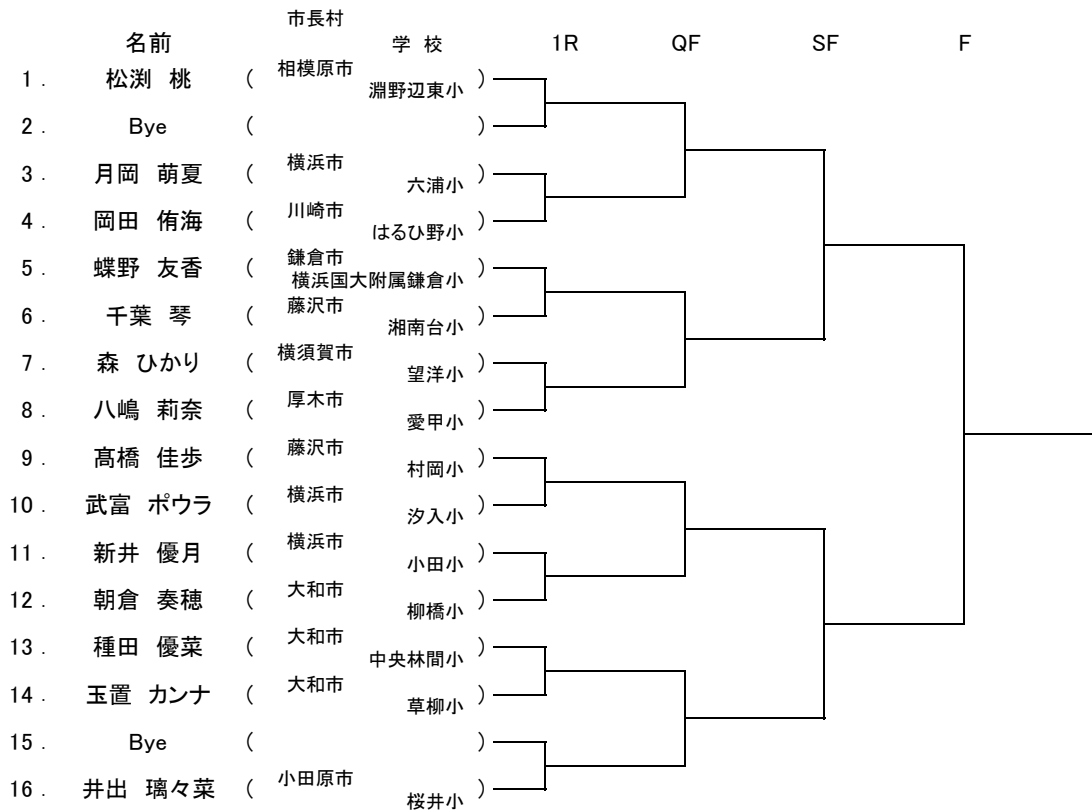 市長村
名前 学 校 1R QF SF F
1 . 松渕 桃 ( 相模原市 淵野辺東小 )
2 . Bye ( )
3 . 月岡 萌夏 ( 横浜市 六浦小 )
4 . 岡田 侑海 ( 川崎市 はるひ野小 )
5 . 蝶野 友香 ( 鎌倉市 横浜国大附属鎌倉小 )
6 . 千葉 琴 ( 藤沢市 湘南台小 )
7 . 森 ひかり ( 横須賀市 望洋小 )
8 . 八嶋 莉奈 ( 厚木市 愛甲小 )
9 . 髙橋 佳歩 ( 藤沢市 村岡小 )
10 . 武富 ポウラ ( 横浜市 汐入小 )
11 . 新井 優月 ( 横浜市 小田小 )
12 . 朝倉 奏穂 ( 大和市 柳橋小 )
13 . 種田 優菜 ( 大和市 中央林間小 )
14 . 玉置 カンナ ( 大和市 草柳小 )
15 . Bye ( )
16 . 井出 璃々菜 ( 小田原市 桜井小 )